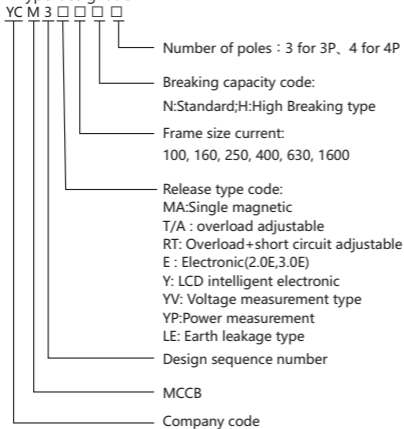 YC M 3 □ □ □ □
Number of poles：3 for 3P、4 for 4P
Breaking capacity code:
N:Standard;H:High Breaking type
Frame size current:
100, 160, 250, 400, 630, 1600
Release type code:
MA:Single magnetic
T/A : overload adjustable
RT: Overload+short circuit adjustable
E : Electronic(2.0E,3.0E)
Y: LCD intelligent electronic
YV: Voltage measurement type
YP:Power measurement
LE: Earth leakage type
Design sequence number
MCCB
Company code